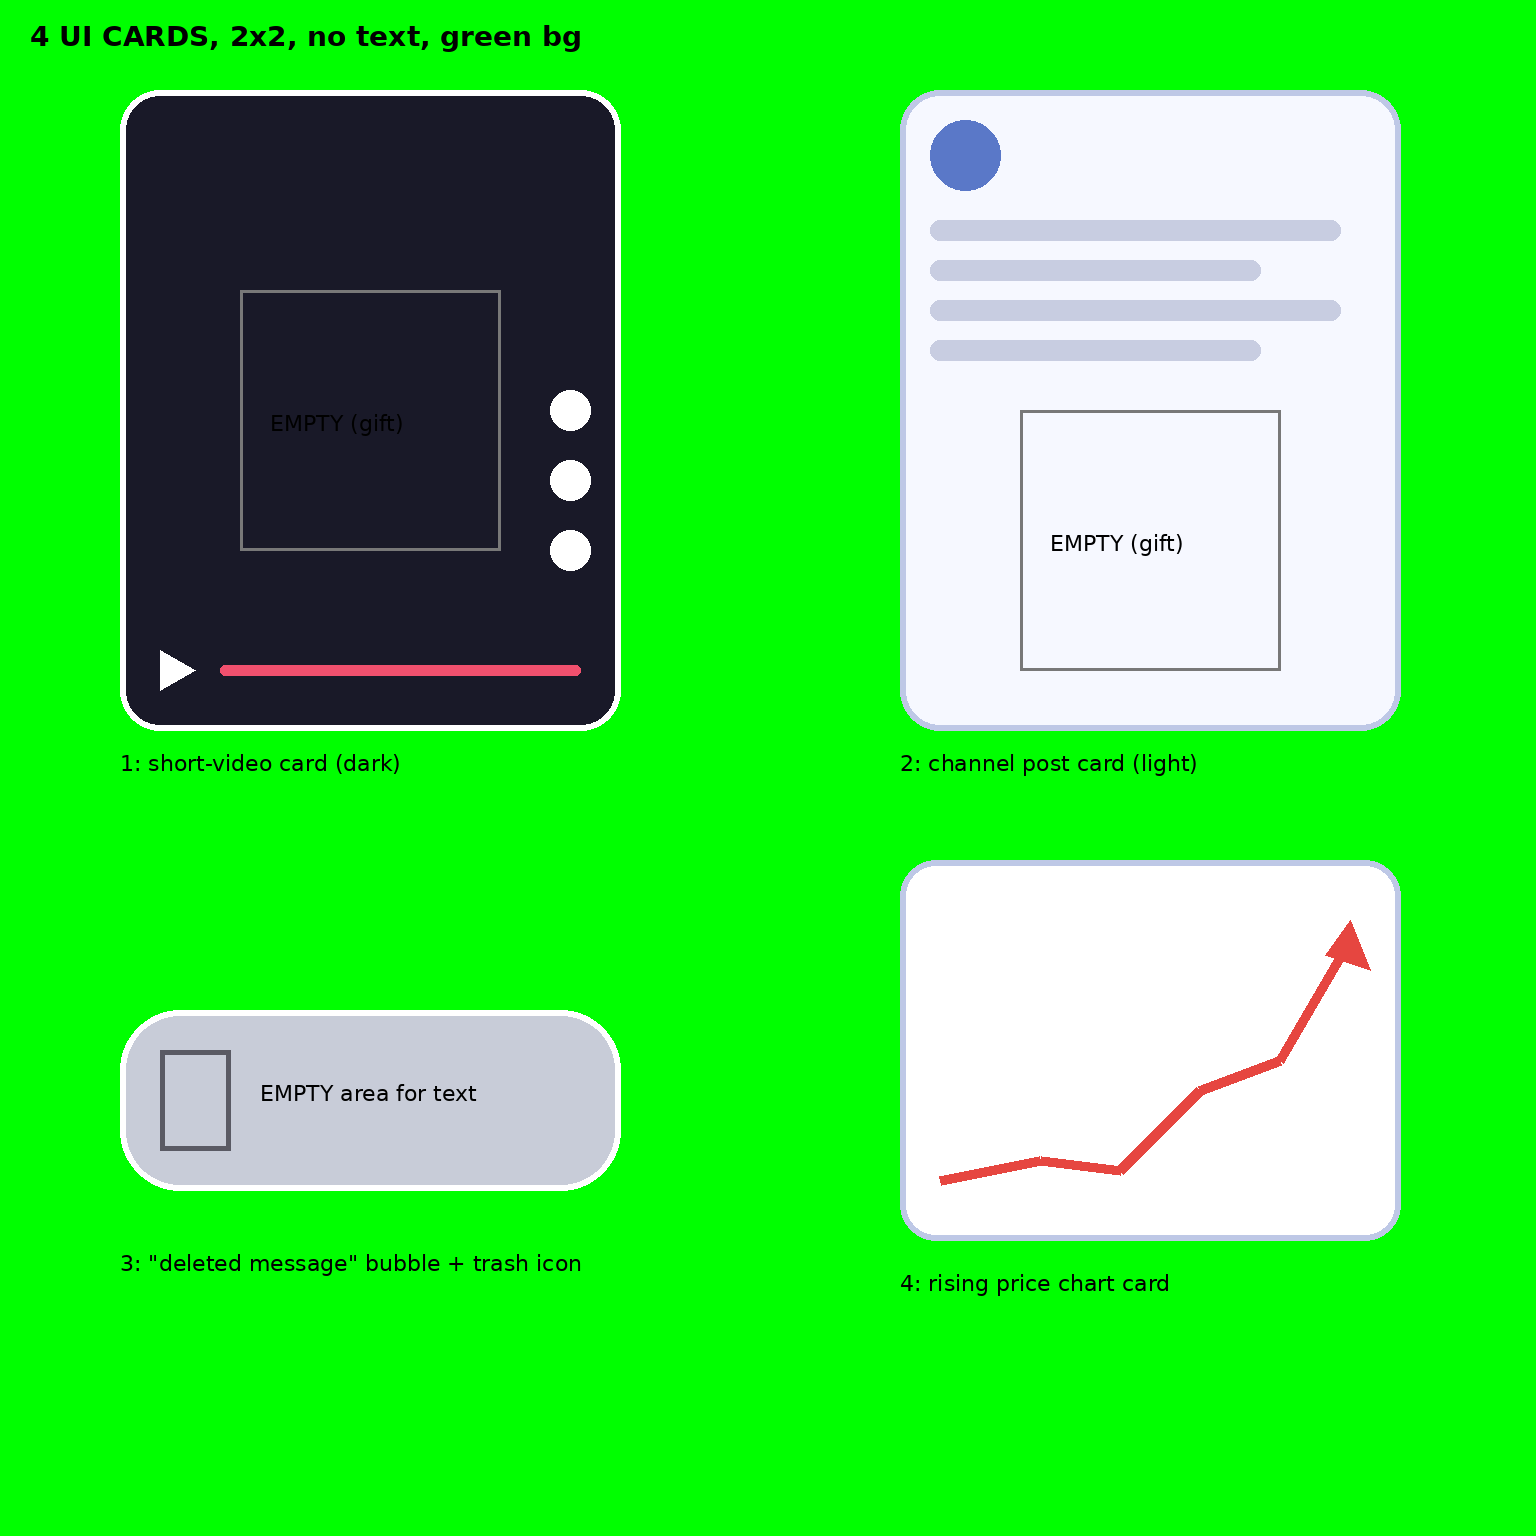 4 UI CARDS, 2x2, no text, green bg
EMPTY (gift)
EMPTY (gift)
1: short-video card (dark)
2: channel post card (light)
EMPTY area for text
3: "deleted message" bubble + trash icon
4: rising price chart card